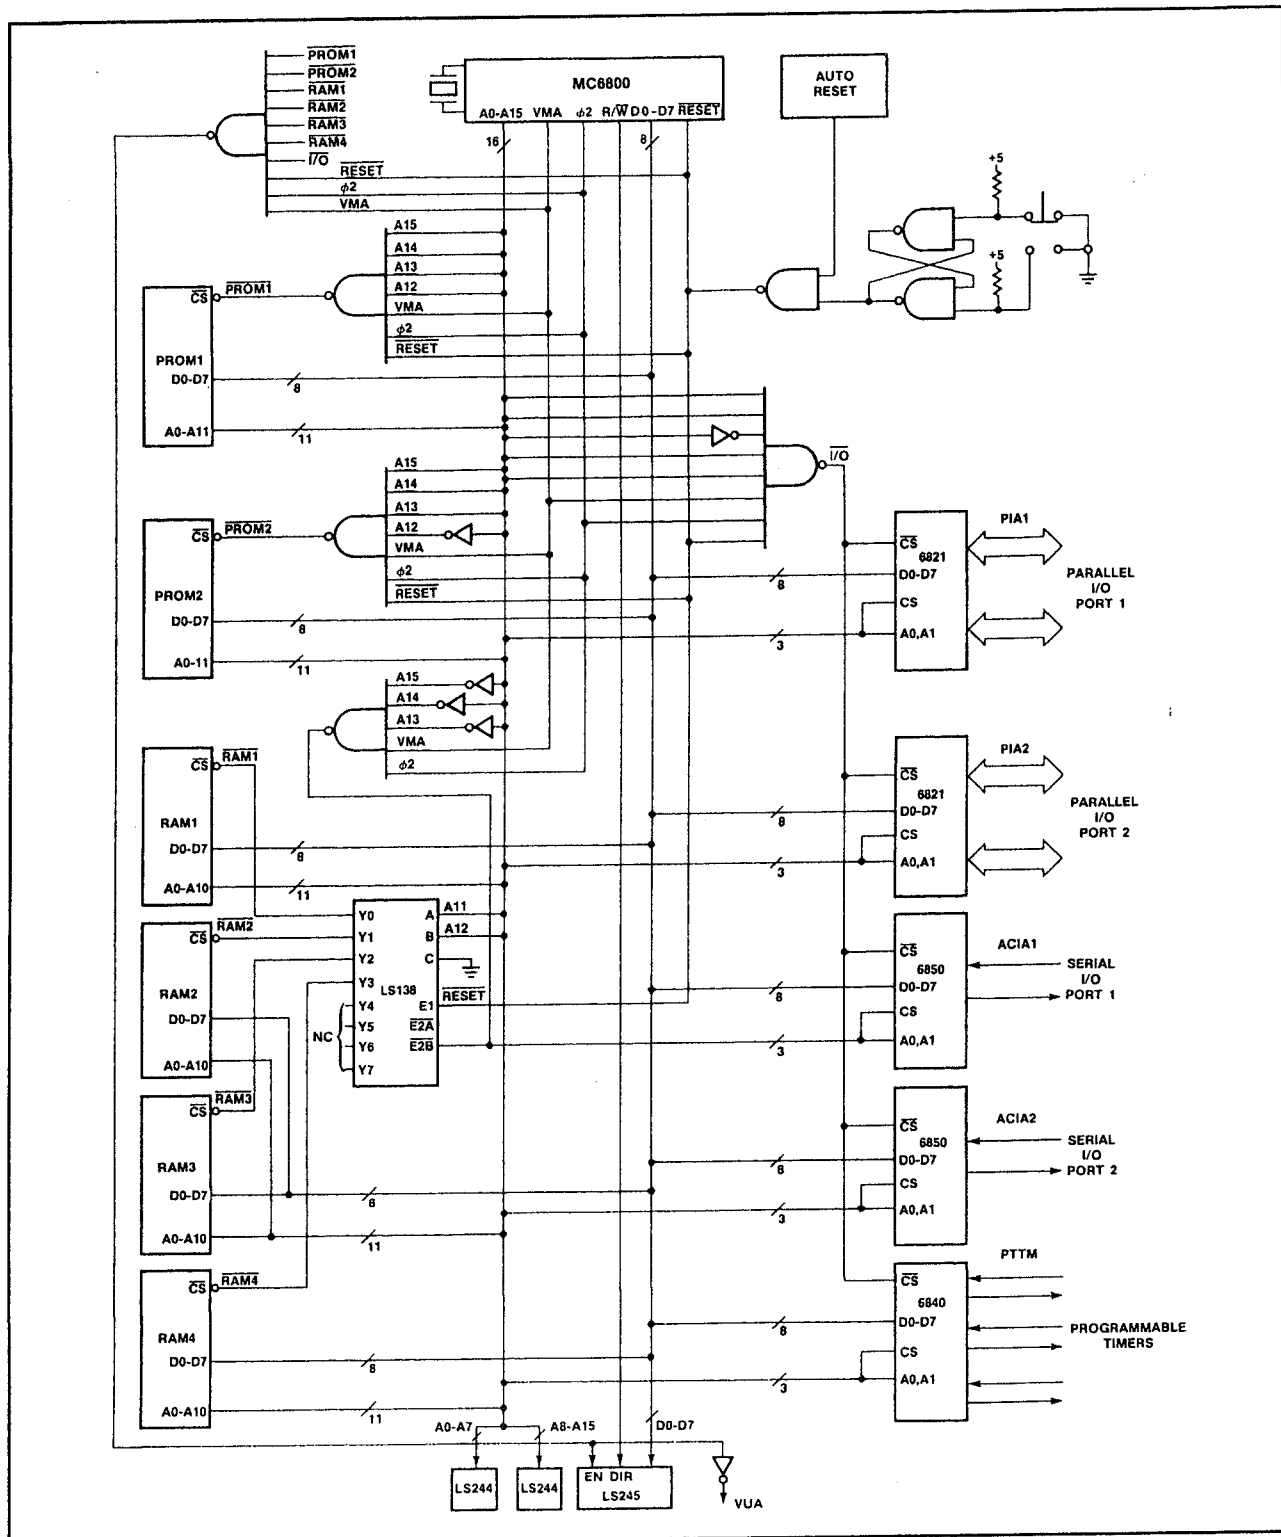 PROM1
PROM2
RAM1
RAM2
RAM3
RAM4
I/O
RESET
ϕ2
VMA
MC6800
A0-A15 VMA ϕ2 R/W D0-D7 RESET
16
8
AUTO
RESET
+5
+5
A15
A14
A13
A12
VMA
ϕ2
RESET
CS
PROM1
PROM1
D0-D7
8
A0-A11
11
I/O
A15
A14
A13
A12
VMA
ϕ2
RESET
CS
PROM2
PROM2
D0-D7
8
A0-11
11
CS
6821
D0-D7
8
CS
A0,A1
3
PIA1
PARALLEL
I/O
PORT 1
A15
A14
A13
VMA
ϕ2
CS
RAM1
RAM1
D0-D7
8
A0-A10
11
CS
6821
D0-D7
8
CS
A0,A1
3
PIA2
PARALLEL
I/O
PORT 2
CS
RAM2
RAM2
D0-D7
A0-A10
Y0
Y1
Y2
Y3
Y4
Y5
Y6
Y7
NC
LS138
A
B
C
E1
E2A
E2B
A11
A12
RESET
CS
6850
D0-D7
8
CS
A0,A1
3
ACIA1
SERIAL
I/O
PORT 1
CS
RAM3
RAM3
D0-D7
6
A0-A10
11
CS
6850
D0-D7
8
CS
A0,A1
3
ACIA2
SERIAL
I/O
PORT 2
CS
RAM4
RAM4
D0-D7
8
A0-A10
11
CS
6840
D0-D7
8
CS
A0,A1
3
PTTM
PROGRAMMABLE
TIMERS
A0-A7
A8-A15
D0-D7
LS244
LS244
EN DIR
LS245
VUA